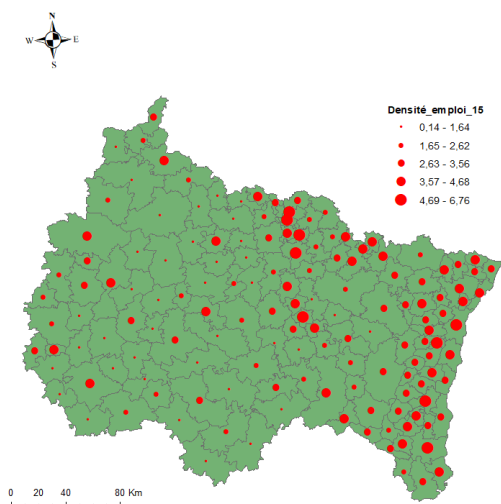 N
W E
S
Densité_emploi_15
0,14 - 1,64
1,65 - 2,62
2,63 - 3,56
3,57 - 4,68
4,69 - 6,76
0 20 40 80 Km